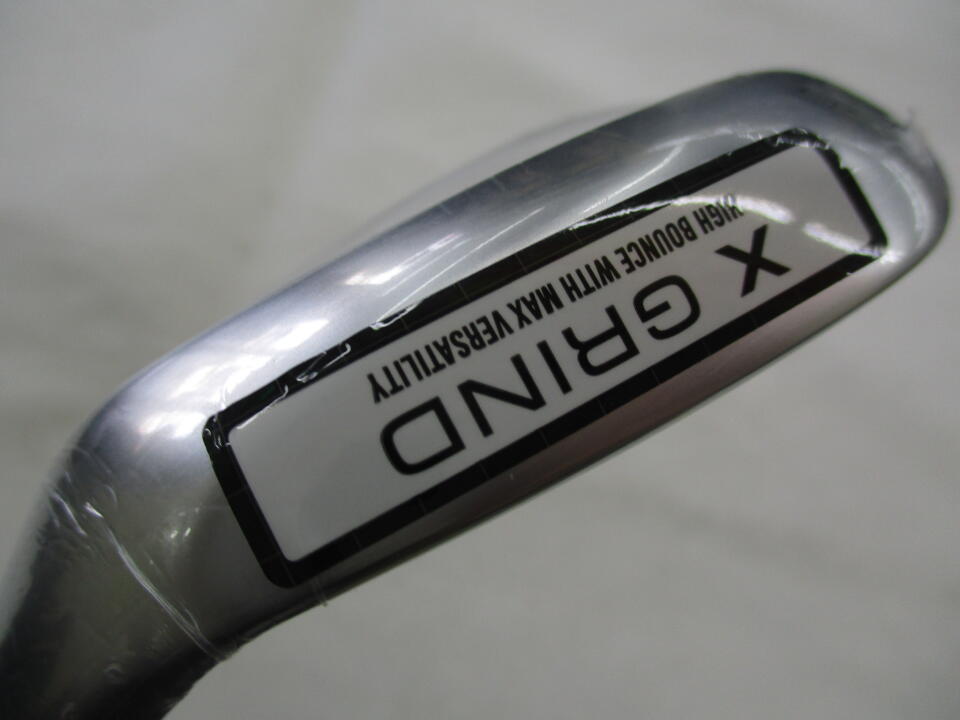 X GRIND
HIGH BOUNCE WITH MAX VERSATILITY